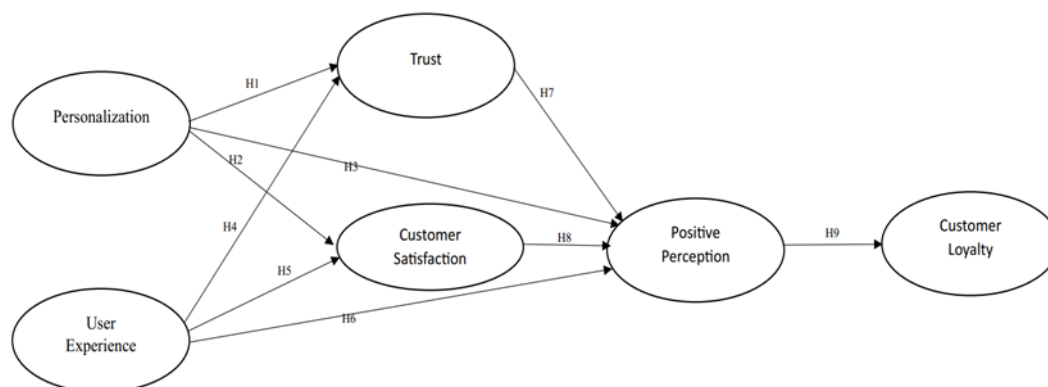 Trust
H1
H7
Personalization
H2
H3
H4
Customer
Satisfaction
H8
Positive
Perception
H9
Customer
Loyalty
H5
H6
User
Experience